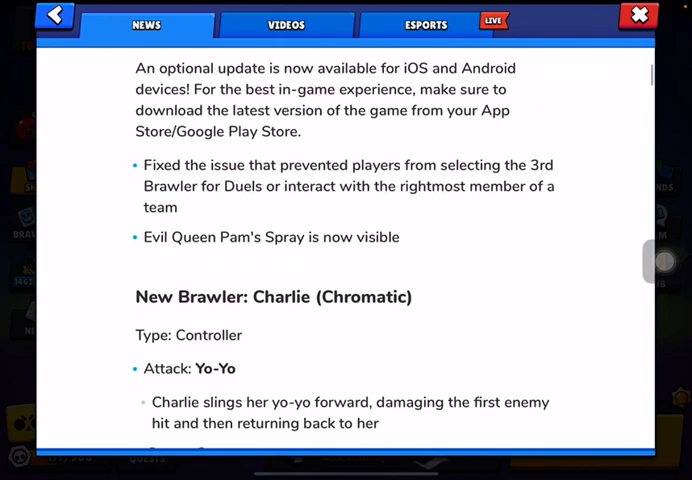 NEWS
VIDEOS
ESPORTS
LIVE
An optional update is now available for iOS and Android
devices! For the best in-game experience, make sure to
download the latest version of the game from your App
Store/Google Play Store.
• Fixed the issue that prevented players from selecting the 3rd
Brawler for Duels or interact with the rightmost member of a
team
• Evil Queen Pam's Spray is now visible
New Brawler: Charlie (Chromatic)
Type: Controller
• Attack: Yo-Yo
Charlie slings her yo-yo forward, damaging the first enemy
hit and then returning back to her
QUESTS